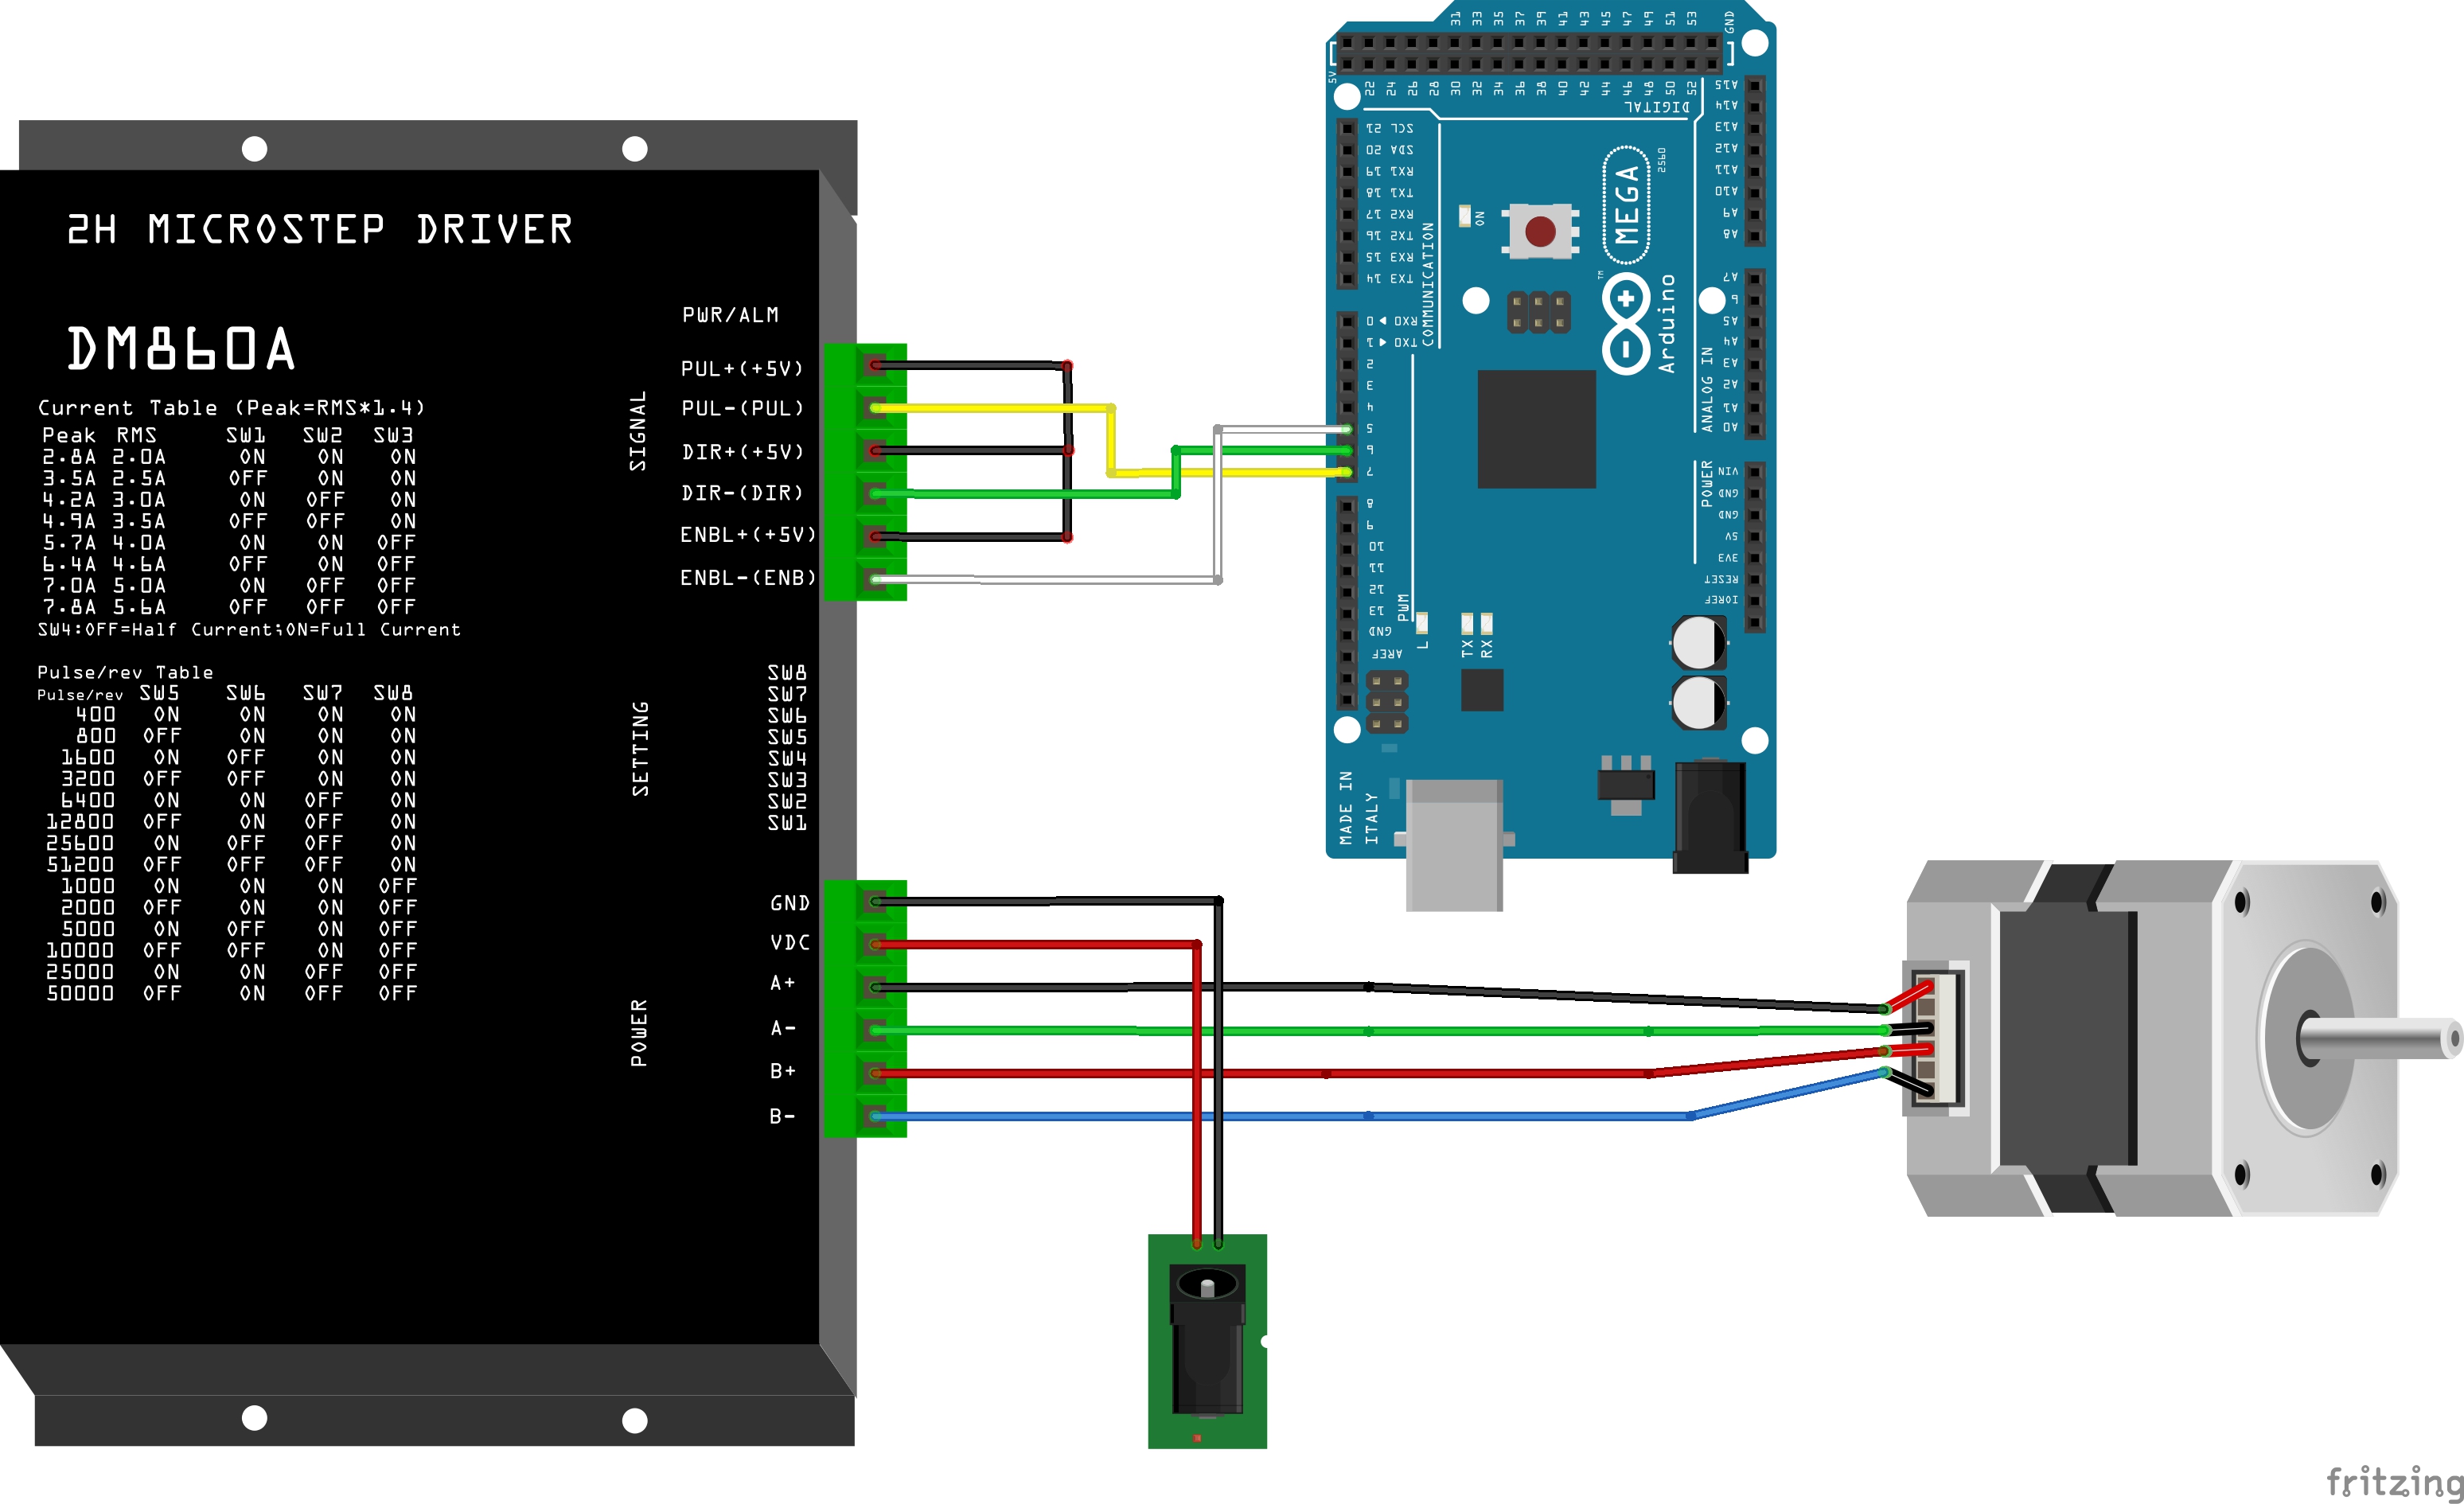 2H MICROSTEP DRIVER
DM860A
Current Table (Peak=RMS*1.4)
Peak RMS SW1 SW2 SW3
2.8A 2.0A ON ON ON
3.5A 2.5A OFF ON ON
4.2A 3.0A ON OFF ON
4.9A 3.5A OFF OFF ON
5.7A 4.0A ON ON OFF
6.4A 4.6A OFF ON OFF
7.0A 5.0A ON OFF OFF
7.8A 5.6A OFF OFF OFF
SW4:OFF=Half Current;ON=Full Current
Pulse/rev Table
Pulse/rev SW5 SW6 SW7 SW8
400 ON ON ON ON
800 OFF ON ON ON
1600 ON OFF ON ON
3200 OFF OFF ON ON
6400 ON ON OFF ON
12800 OFF ON OFF ON
25600 ON OFF OFF ON
51200 OFF OFF OFF ON
1000 ON ON ON OFF
2000 OFF ON ON OFF
5000 ON OFF ON OFF
10000 OFF OFF ON OFF
25000 ON ON OFF OFF
50000 OFF ON OFF OFF
PWR/ALM
SIGNAL
PUL+(+5V)
PUL-(PUL)
DIR+(+5V)
DIR-(DIR)
ENBL+(+5V)
ENBL-(ENB)
SETTING
SW8
SW7
SW6
SW5
SW4
SW3
SW2
SW1
POWER
GND
VDC
A+
A-
B+
B-
31 33 35 37 39 41 43 45 47 49 51 53 GND
5V 22 24 26 28 30 32 34 36 38 40 42 44 46 48 50 52
DIGITAL
SCL 21
SDA 20
RX1 19
TX1 18
RX2 17
TX2 16
RX3 15
TX3 14
COMMUNICATION
RX0 ◀ 0
TX0 ▶ 1
2
3
4
5
6
7
8
9
10
11
12
13
GND
AREF
PWM
L
TX
RX
ON
MEGA
2560
TM
Arduino
A15
A14
A13
A12
A11
A10
A9
A8
A7
6
A5
A4
A3
A2
A1
A0
ANALOG IN
POWER
VIN
GND
GND
5V
3V3
RESET
IOREF
MADE IN
ITALY
fritzing